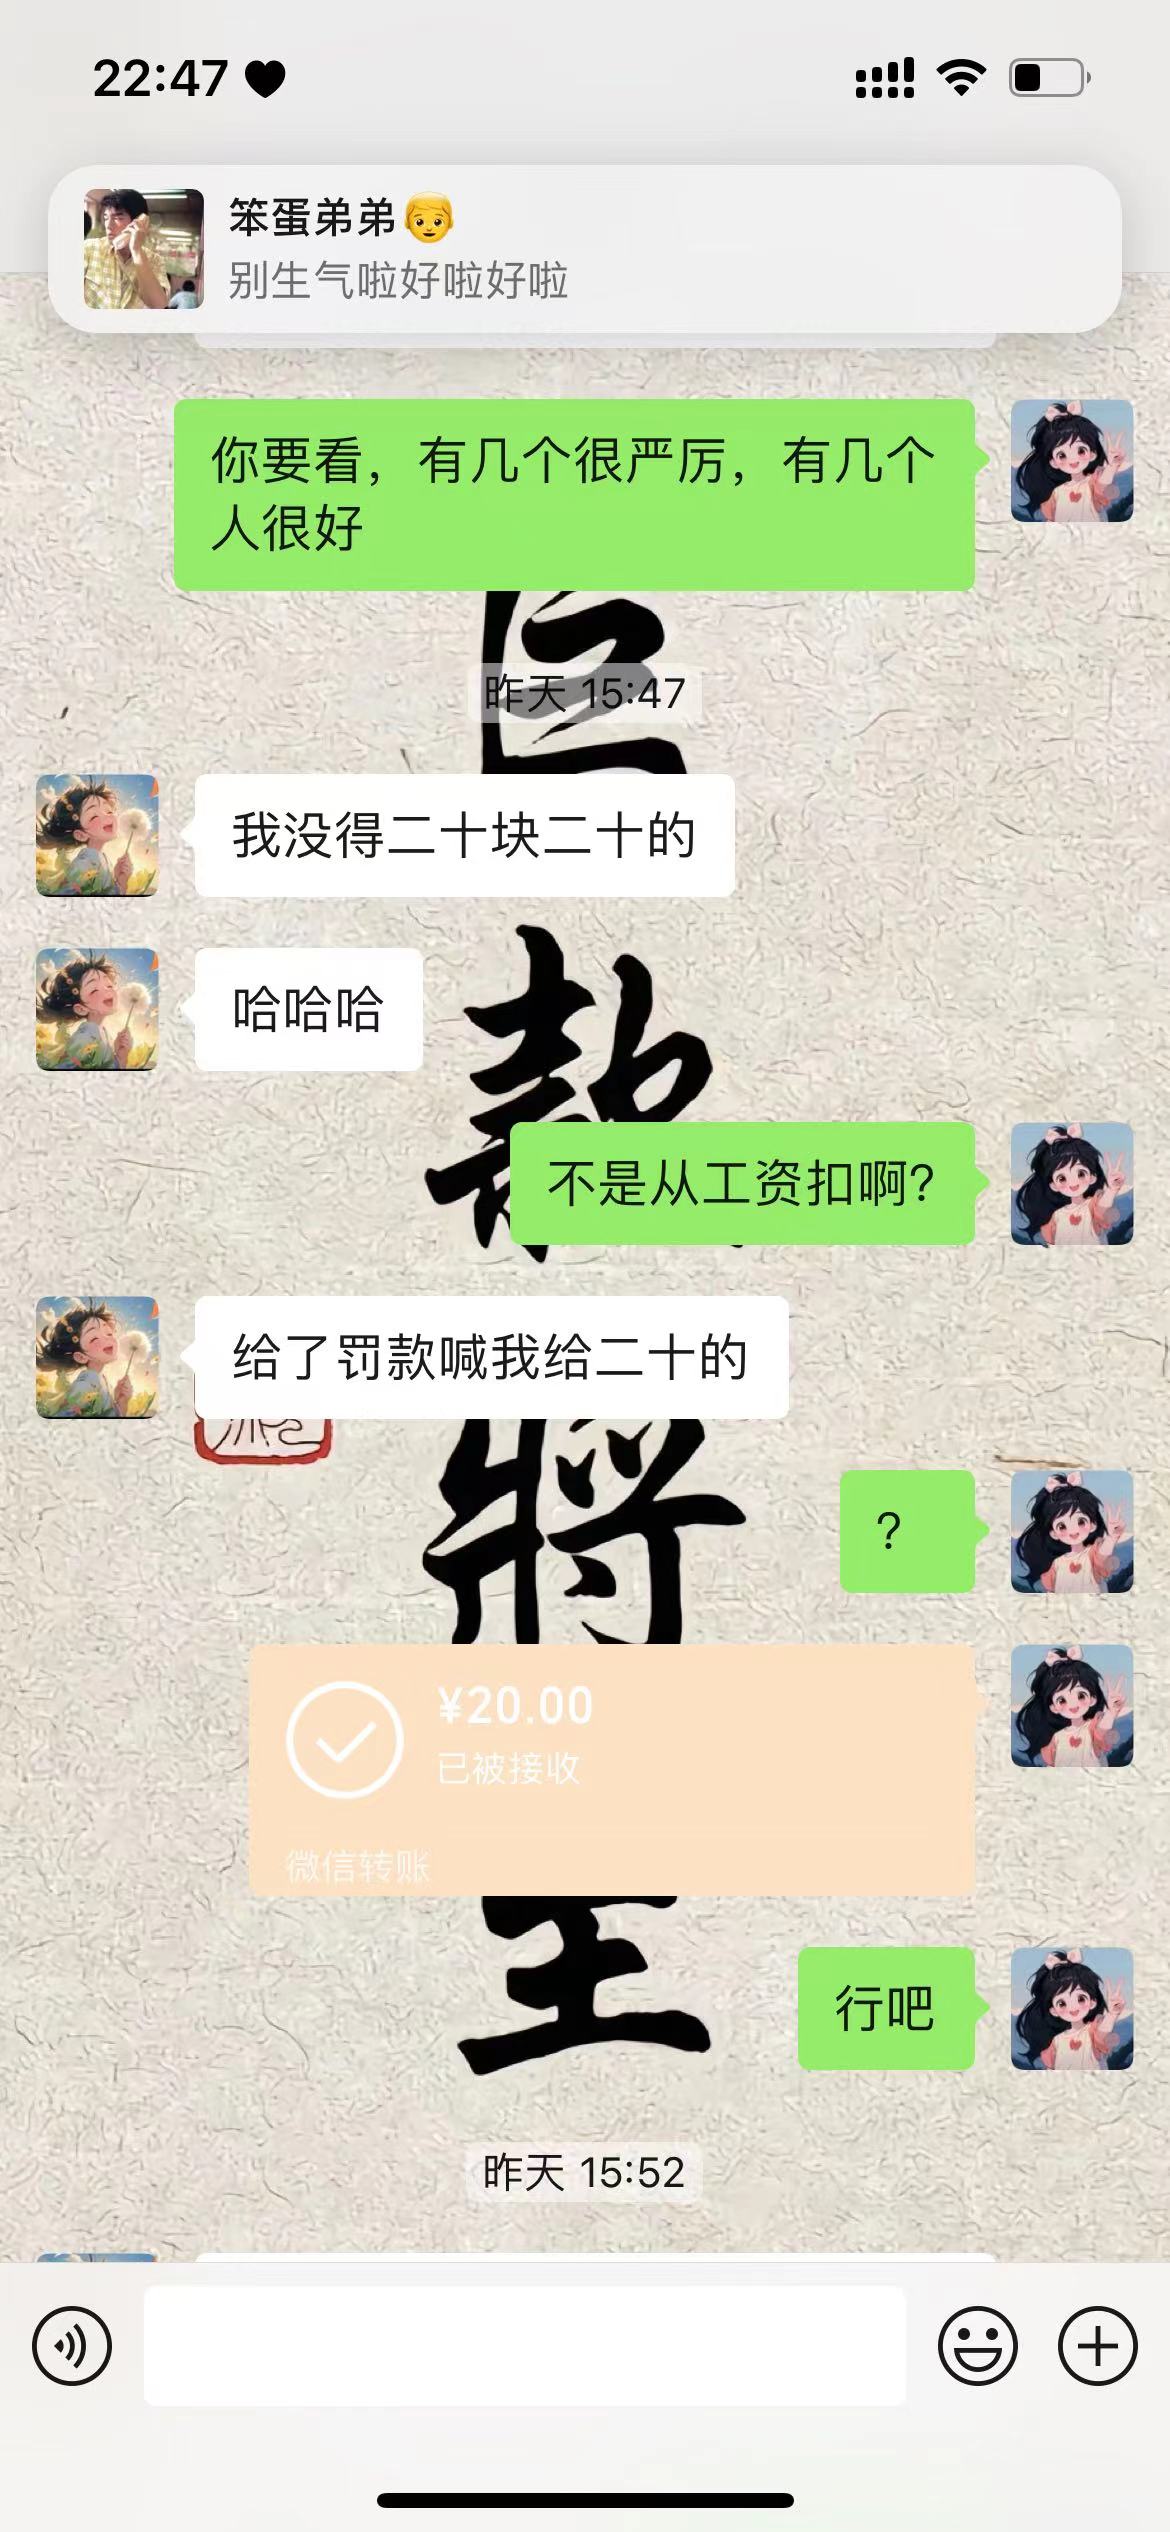 22:47
笨蛋弟弟
别生气啦好啦好啦
你要看，有几个很严厉，有几个
人很好
昨天 15:47
我没得二十块二十的
哈哈哈
不是从工资扣啊？
给了罚款喊我给二十的
？
¥20.00
已被接收
微信转账
行吧
昨天 15:52